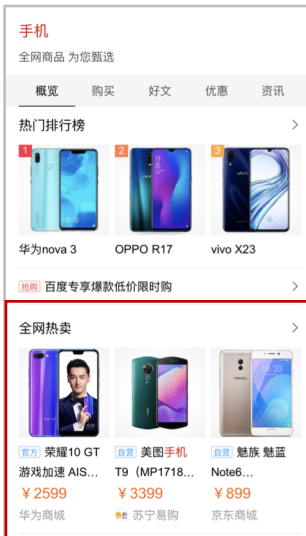 手机
全网商品 为您甄选
概览 购买 好文 优惠 资讯
热门排行榜
1 2 3
华为nova 3 OPPO R17 vivo X23
抢购 百度专享爆款低价限时购
全网热卖
官方 荣耀10 GT 自营 美图手机 自营 魅族 魅蓝
游戏加速 AIS... T9（MP1718... Note6...
￥2599 ￥3399 ￥899
华为商城 苏宁易购 京东商城